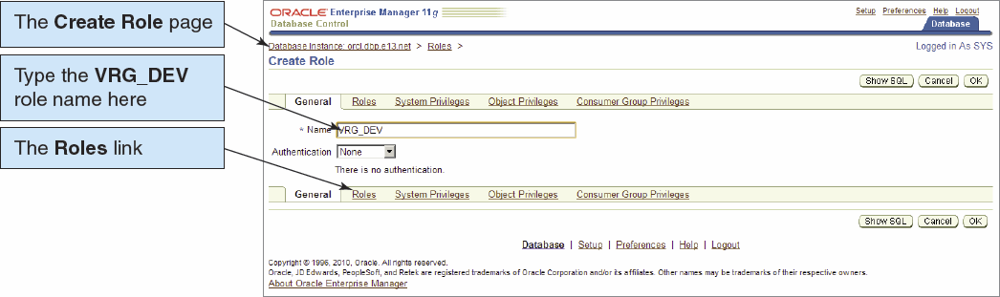 The Create Role page
Type the VRG_DEV
role name here
The Roles link
ORACLE Enterprise Manager 11g
Database Control
Setup Preferences Help Logout
Database
Database Instance: orcl.dbp.e13.net > Roles >
Logged in As SYS
Create Role
Show SQL Cancel OK
General Roles System Privileges Object Privileges Consumer Group Privileges
* Name VRG_DEV
Authentication None
There is no authentication.
General Roles System Privileges Object Privileges Consumer Group Privileges
Show SQL Cancel OK
Database | Setup | Preferences | Help | Logout
Copyright © 1996, 2010, Oracle. All rights reserved.
Oracle, JD Edwards, PeopleSoft, and Retek are registered trademarks of Oracle Corporation and/or its affiliates. Other names may be trademarks of their respective owners.
About Oracle Enterprise Manager